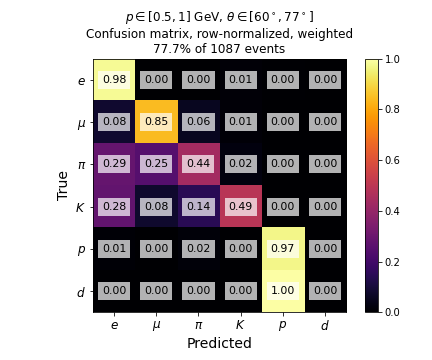 p ∈ [0.5, 1] GeV, θ ∈ [60°, 77°]
Confusion matrix, row-normalized, weighted
77.7% of 1087 events
e 0.98 0.00 0.00 0.01 0.00 0.00
μ 0.08 0.85 0.06 0.01 0.00 0.00
π 0.29 0.25 0.44 0.02 0.00 0.00
K 0.28 0.08 0.14 0.49 0.00 0.00
p 0.01 0.00 0.02 0.00 0.97 0.00
d 0.00 0.00 0.00 0.00 1.00 0.00
e μ π K p d
True
Predicted
1.0
0.8
0.6
0.4
0.2
0.0